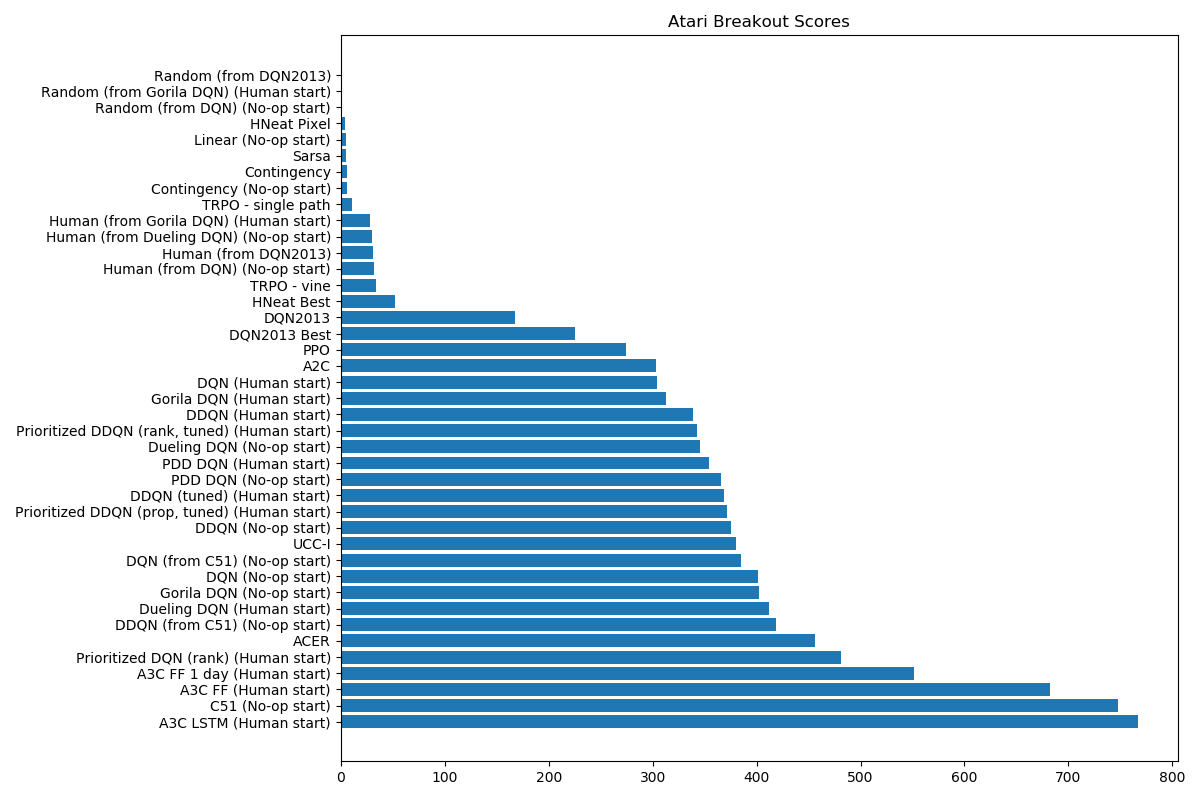 Atari Breakout Scores
Random (from DQN2013)
Random (from Gorila DQN) (Human start)
Random (from DQN) (No-op start)
HNeat Pixel
Linear (No-op start)
Sarsa
Contingency
Contingency (No-op start)
TRPO - single path
Human (from Gorila DQN) (Human start)
Human (from Dueling DQN) (No-op start)
Human (from DQN2013)
Human (from DQN) (No-op start)
TRPO - vine
HNeat Best
DQN2013
DQN2013 Best
PPO
A2C
DQN (Human start)
Gorila DQN (Human start)
DDQN (Human start)
Prioritized DDQN (rank, tuned) (Human start)
Dueling DQN (No-op start)
PDD DQN (Human start)
PDD DQN (No-op start)
DDQN (tuned) (Human start)
Prioritized DDQN (prop, tuned) (Human start)
DDQN (No-op start)
UCC-I
DQN (from C51) (No-op start)
DQN (No-op start)
Gorila DQN (No-op start)
Dueling DQN (Human start)
DDQN (from C51) (No-op start)
ACER
Prioritized DQN (rank) (Human start)
A3C FF 1 day (Human start)
A3C FF (Human start)
C51 (No-op start)
A3C LSTM (Human start)
0 100 200 300 400 500 600 700 800